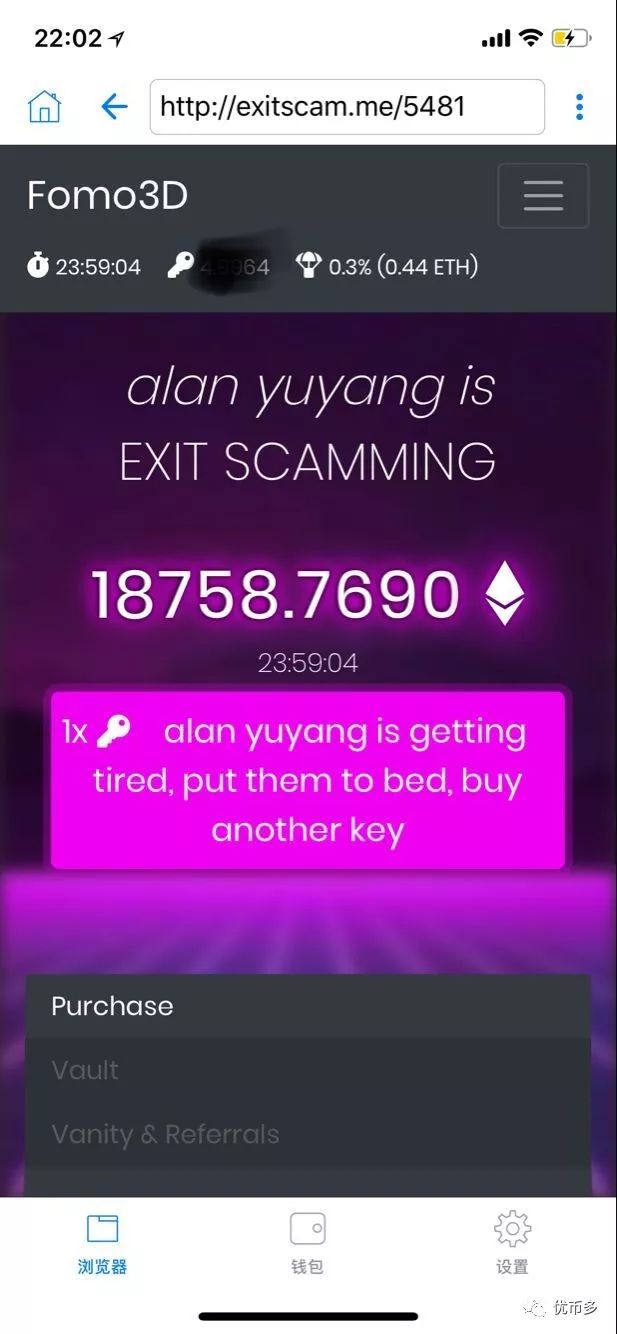 22:02
http://exitscam.me/5481
Fomo3D
23:59:04 0.3% (0.44 ETH)
alan yuyang is
EXIT SCAMMING
18758.7690
23:59:04
1x alan yuyang is getting
tired, put them to bed, buy
another key
Purchase
Vault
Vanity & Referrals
浏览器 钱包 设置
优币多